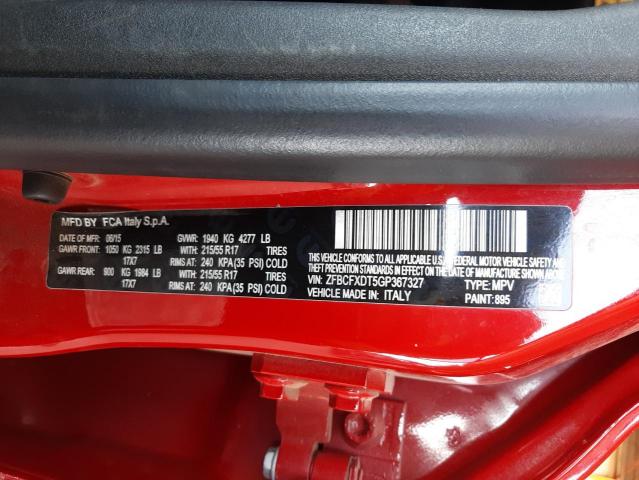 MFD BY FCA Italy S.p.A.
DATE OF MFR: 06/15 GVWR: 1940 KG 4277 LB
GAWR FRONT: 1050 KG 2315 LB WITH: 215/55 R17 TIRES
17X7 RIMS AT: 240 KPA(35 PSI) COLD
GAWR REAR: 900 KG 1984 LB WITH: 215/55 R17 TIRES
17X7 RIMS AT: 240 KPA(35 PSI) COLD
THIS VEHICLE CONFORMS TO ALL APPLICABLE U.S.A FEDERAL MOTOR VEHICLE SAFETY AND
THEFT PREVENTION STANDARDS IN EFFECT ON THE DATE OF MANUFACTURE SHOWN ABOVE.
VIN: ZFBCFXDT5GP367327 TYPE: MPV
VEHICLE MADE IN: ITALY PAINT: 895